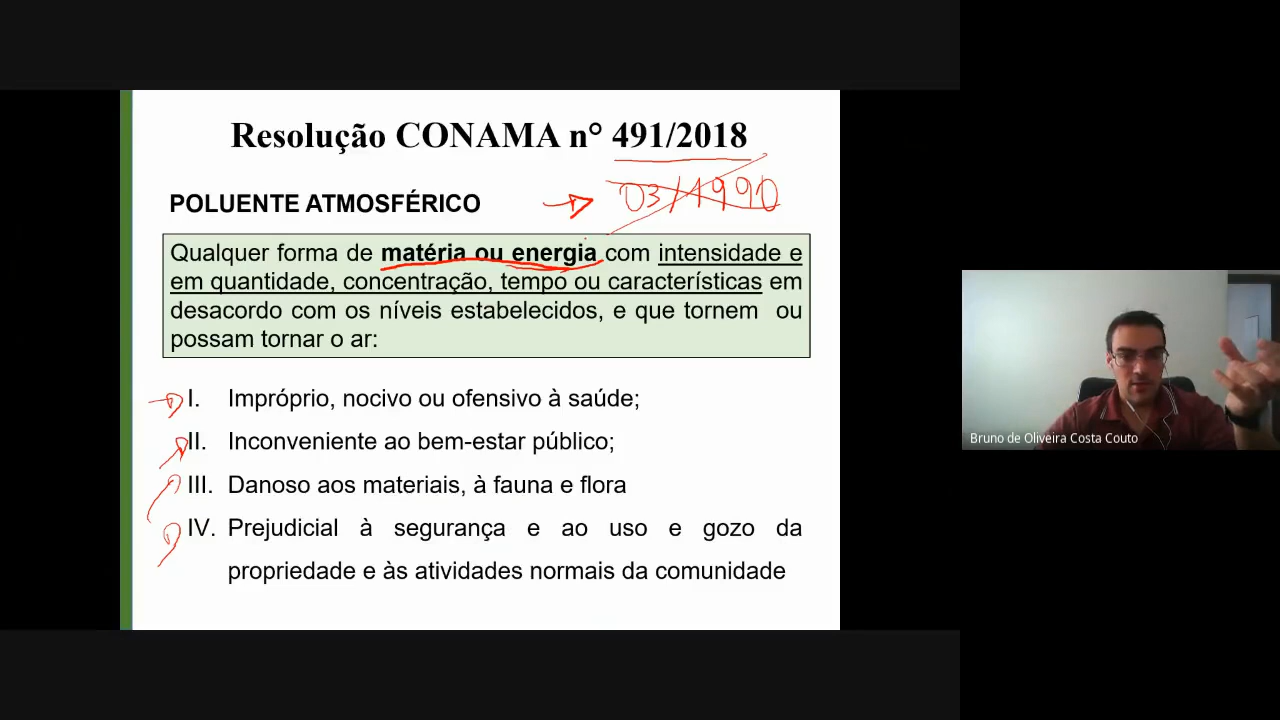 Resolução CONAMA n° 491/2018
03/1990
POLUENTE ATMOSFÉRICO
Qualquer forma de matéria ou energia com intensidade e
em quantidade, concentração, tempo ou características em
desacordo com os níveis estabelecidos, e que tornem ou
possam tornar o ar:
I. Impróprio, nocivo ou ofensivo à saúde;
II. Inconveniente ao bem-estar público;
III. Danoso aos materiais, à fauna e flora
IV. Prejudicial à segurança e ao uso e gozo da
propriedade e às atividades normais da comunidade
Bruno de Oliveira Costa Couto